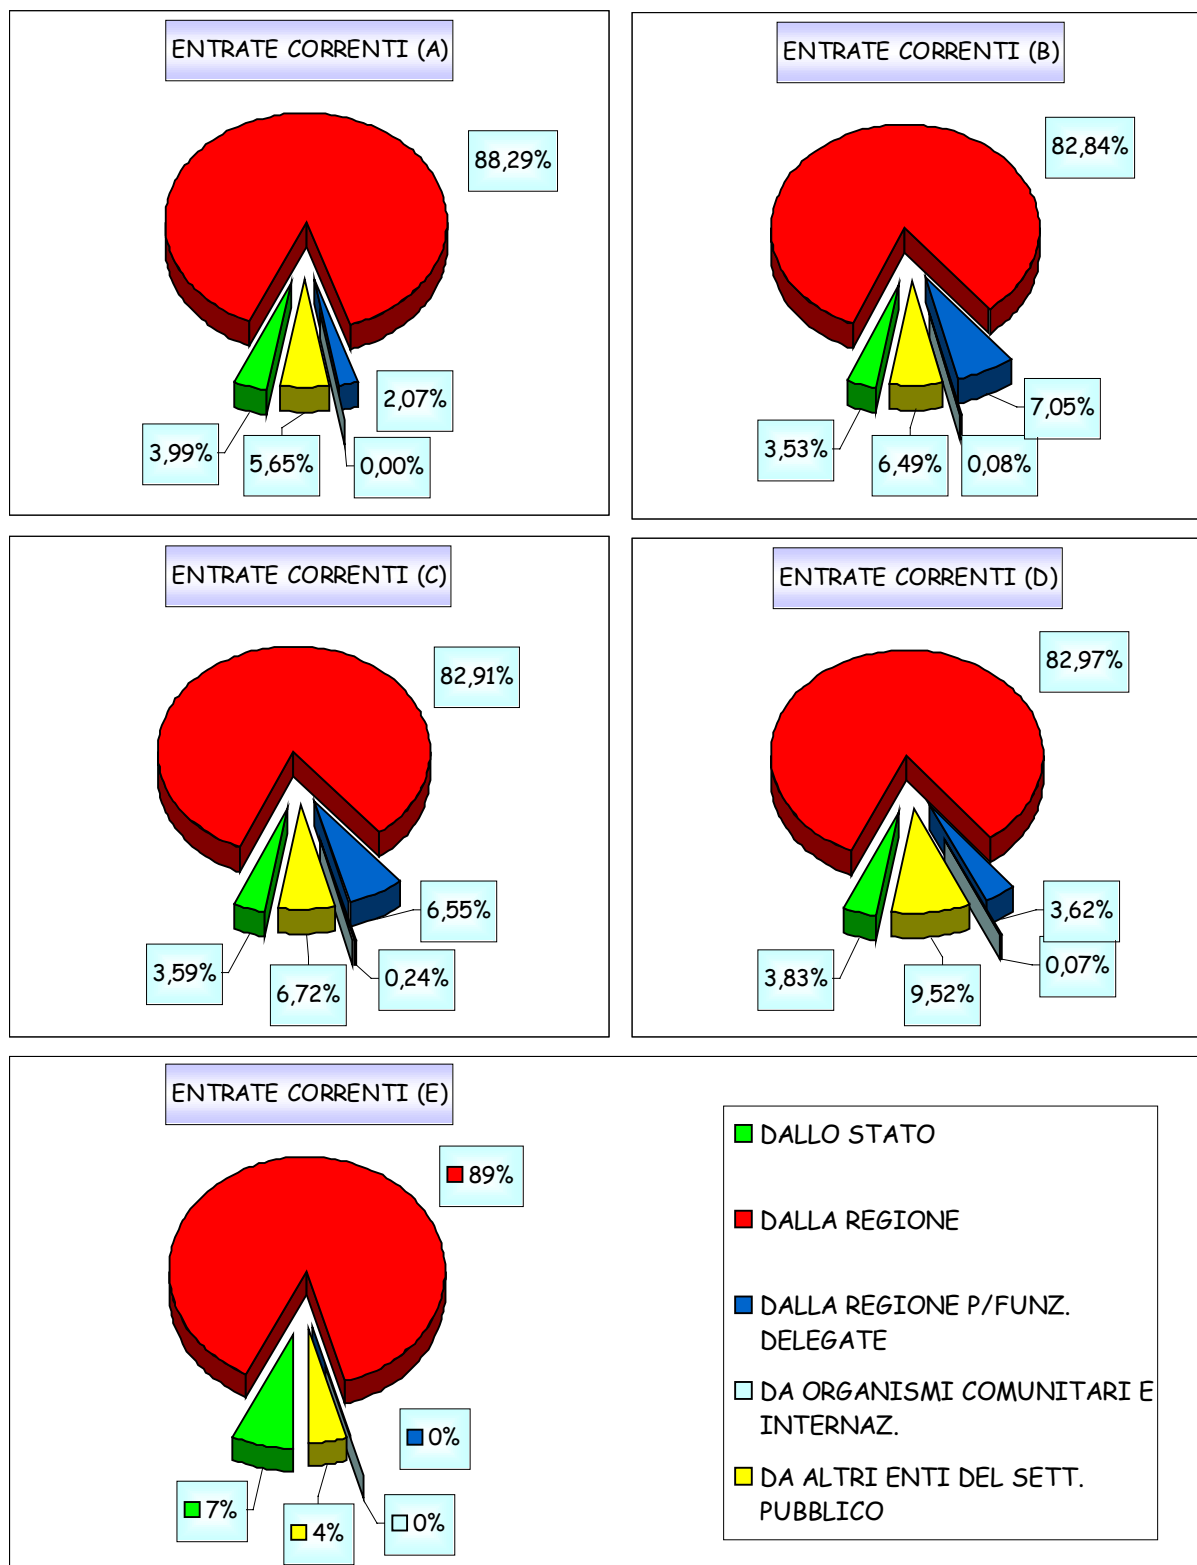 ENTRATE CORRENTI (A)
88,29%
2,07%
3,99%
5,65%
0,00%
ENTRATE CORRENTI (B)
82,84%
7,05%
3,53%
6,49%
0,08%
ENTRATE CORRENTI (C)
82,91%
6,55%
3,59%
6,72%
0,24%
ENTRATE CORRENTI (D)
82,97%
3,62%
3,83%
9,52%
0,07%
ENTRATE CORRENTI (E)
89%
0%
7%
4%
0%
DALLO STATO
DALLA REGIONE
DALLA REGIONE P/FUNZ.
DELEGATE
DA ORGANISMI COMUNITARI E
INTERNAZ.
DA ALTRI ENTI DEL SETT.
PUBBLICO